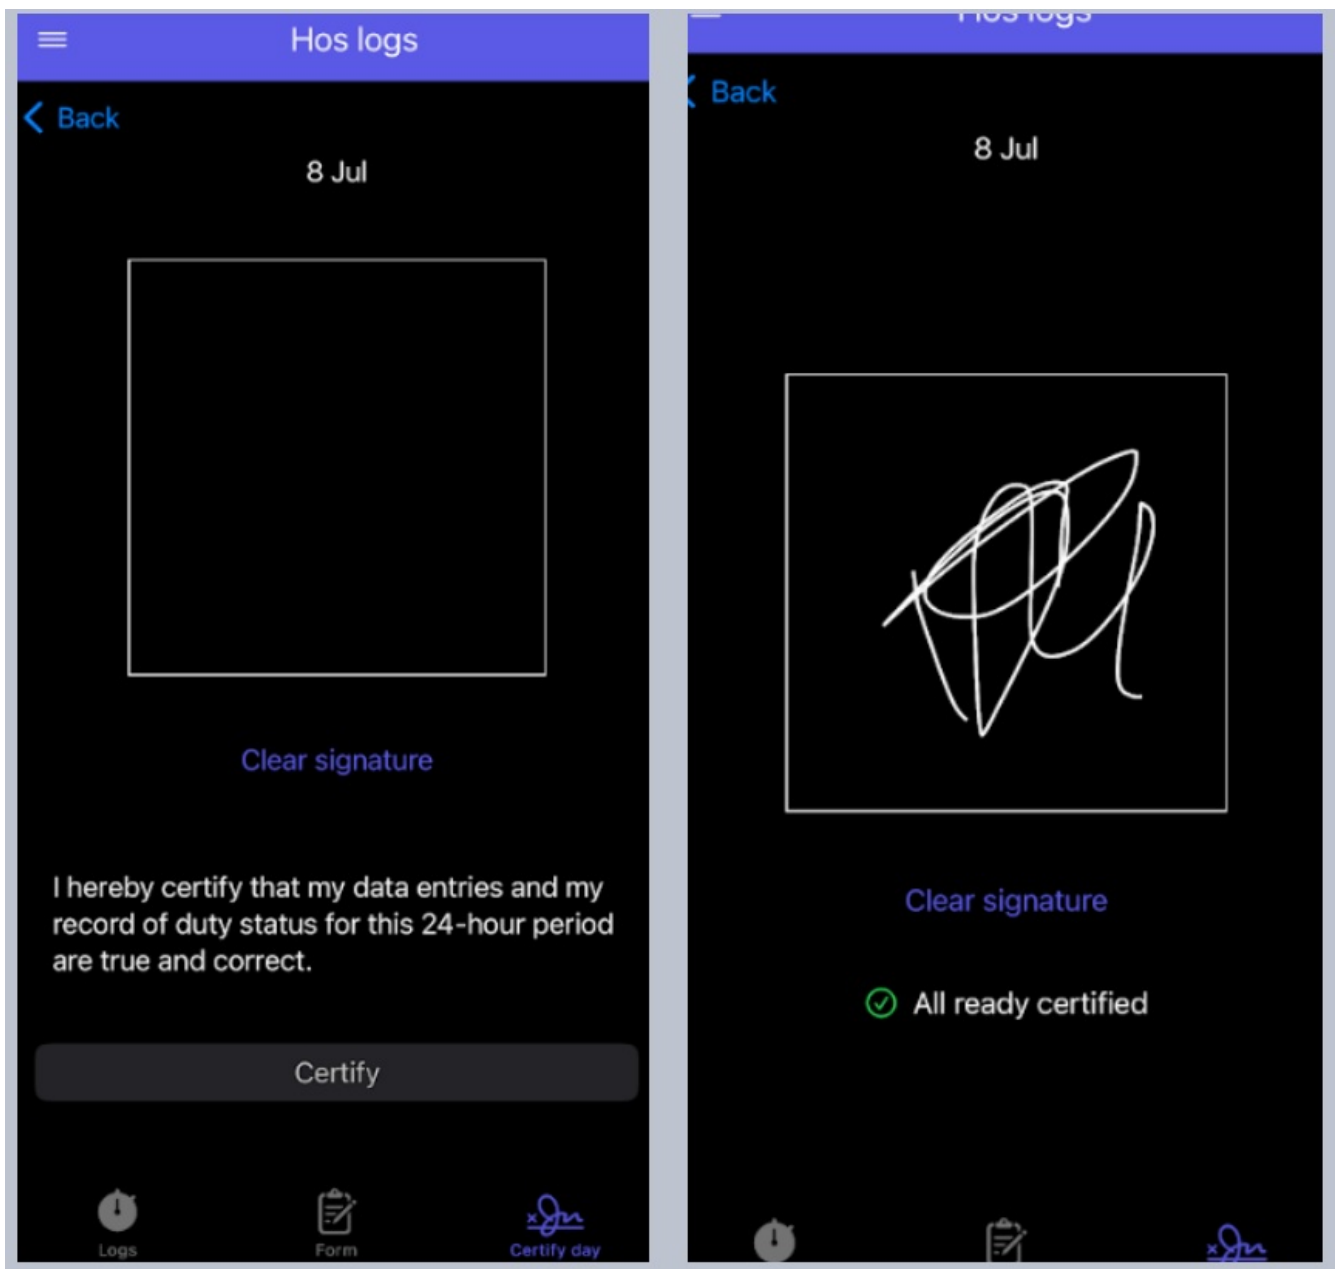 Hos logs
Back
8 Jul
Clear signature
I hereby certify that my data entries and my
record of duty status for this 24-hour period
are true and correct.
Certify
Logs
Form
Certify day
Hos logs
Back
8 Jul
Clear signature
All ready certified